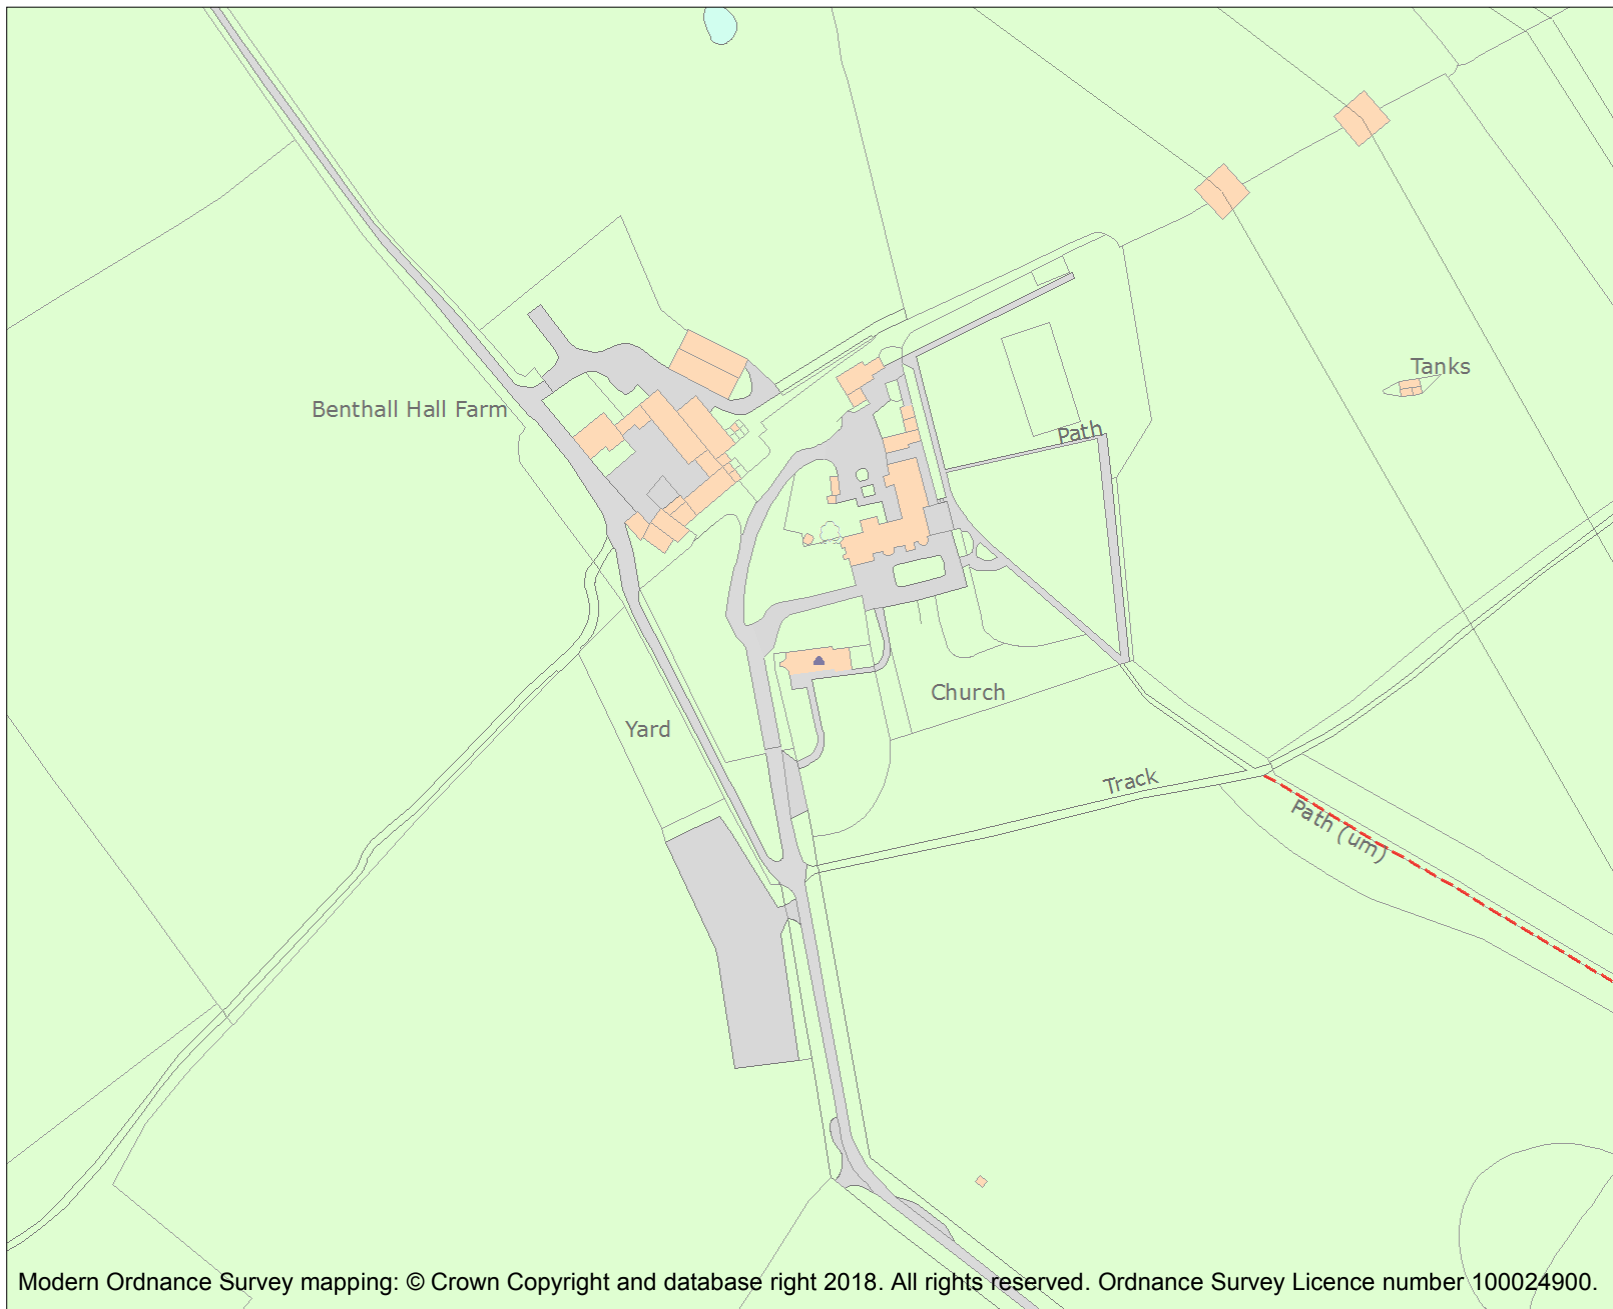 Tanks
Benthall Hall Farm
Path
Church
Yard
Track
Path (um)
Modern Ordnance Survey mapping: © Crown Copyright and database right 2018. All rights reserved. Ordnance Survey Licence number 100024900.